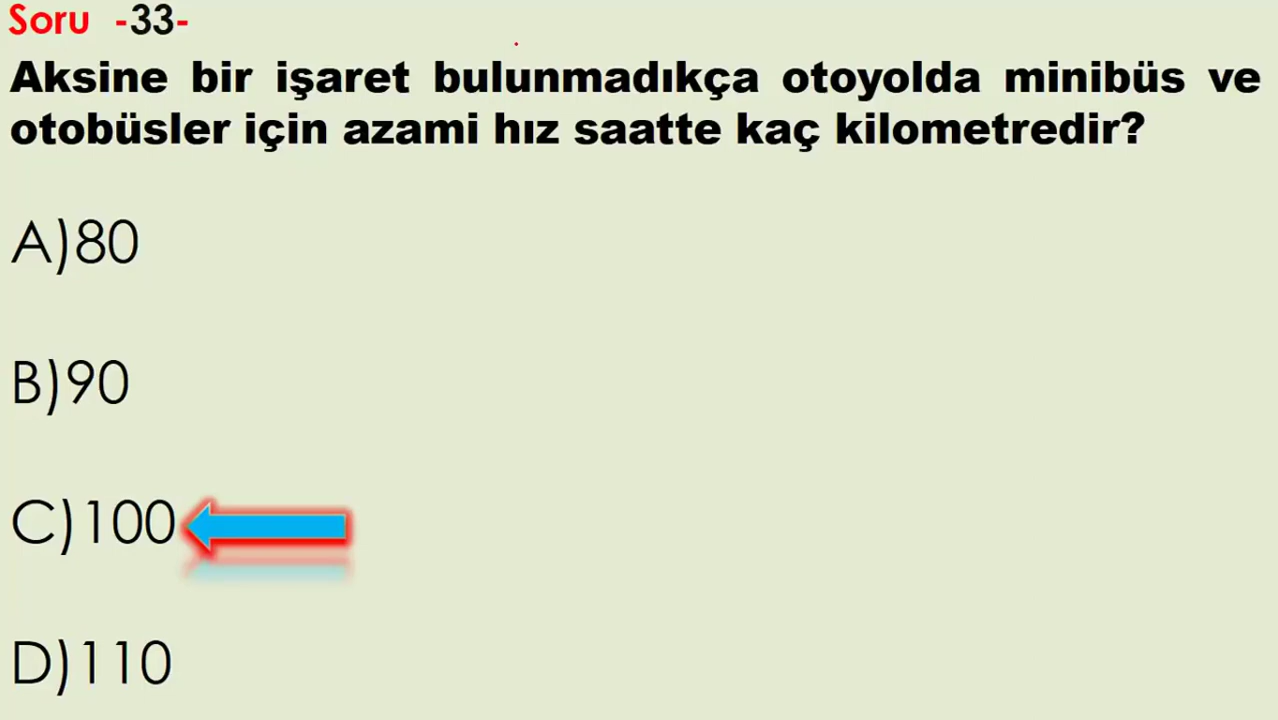 Soru -33-
Aksine bir işaret bulunmadıkça otoyolda minibüs ve
otobüsler için azami hız saatte kaç kilometredir?
A)80
B)90
C)100
D)110